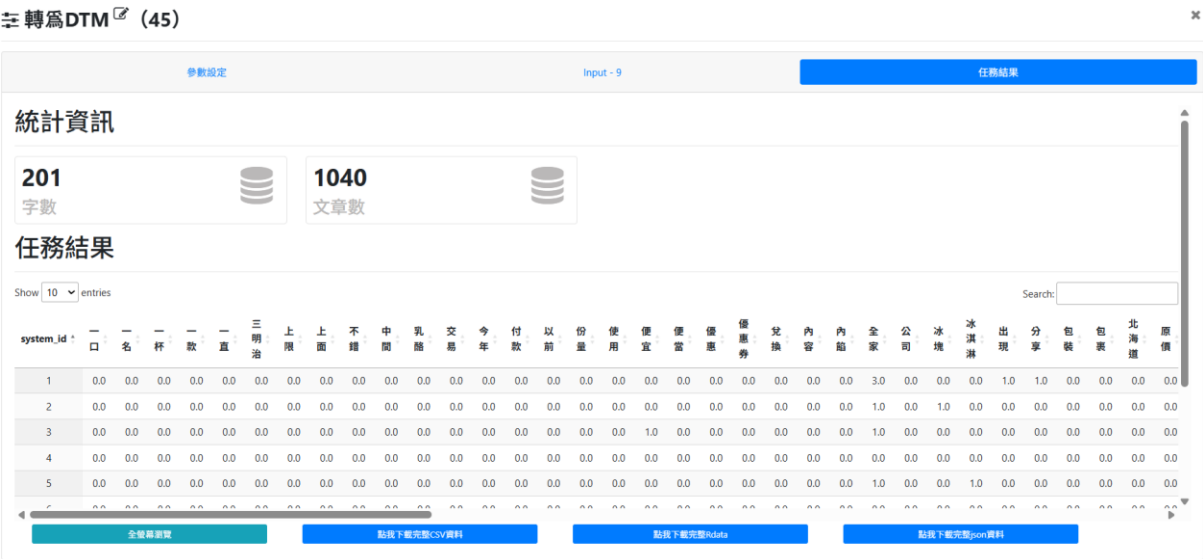 轉為DTM（45）
×
參數設定 Input - 9 任務結果
統計資訊
201 1040
字數 文章數
任務結果
Show 10 entries Search:
system_id 一口 一名 一杯 一款 一直 三明治 上限 上面 不錯 中間 乳酪 交易 今年 付款 以前 份量 使用 便宜 便當 優惠 優惠券 兌換 內容 內餡 全家 公司 冰塊 冰淇淋 出現 分享 包裝 包裹 北海道 原價
1 0.0 0.0 0.0 0.0 0.0 0.0 0.0 0.0 0.0 0.0 0.0 0.0 0.0 0.0 0.0 0.0 0.0 0.0 0.0 0.0 0.0 0.0 0.0 0.0 3.0 0.0 0.0 0.0 1.0 1.0 0.0 0.0 0.0 0.0
2 0.0 0.0 0.0 0.0 0.0 0.0 0.0 0.0 0.0 0.0 0.0 0.0 0.0 0.0 0.0 0.0 0.0 0.0 0.0 0.0 0.0 0.0 0.0 0.0 1.0 0.0 1.0 0.0 0.0 0.0 0.0 0.0 0.0 0.0
3 0.0 0.0 0.0 0.0 0.0 0.0 0.0 0.0 0.0 0.0 0.0 0.0 0.0 0.0 0.0 0.0 0.0 1.0 0.0 0.0 0.0 0.0 0.0 0.0 1.0 0.0 0.0 0.0 0.0 0.0 0.0 0.0 0.0 0.0
4 0.0 0.0 0.0 0.0 0.0 0.0 0.0 0.0 0.0 0.0 0.0 0.0 0.0 0.0 0.0 0.0 0.0 0.0 0.0 0.0 0.0 0.0 0.0 0.0 0.0 0.0 0.0 0.0 0.0 0.0 0.0 0.0 0.0 0.0
5 0.0 0.0 0.0 0.0 0.0 0.0 0.0 0.0 0.0 0.0 0.0 0.0 0.0 0.0 0.0 0.0 0.0 0.0 0.0 0.0 0.0 0.0 0.0 0.0 1.0 0.0 0.0 1.0 0.0 0.0 0.0 0.0 0.0 0.0
全螢幕瀏覽 點我下載完整CSV資料 點我下載完整Rdata 點我下載完整json資料